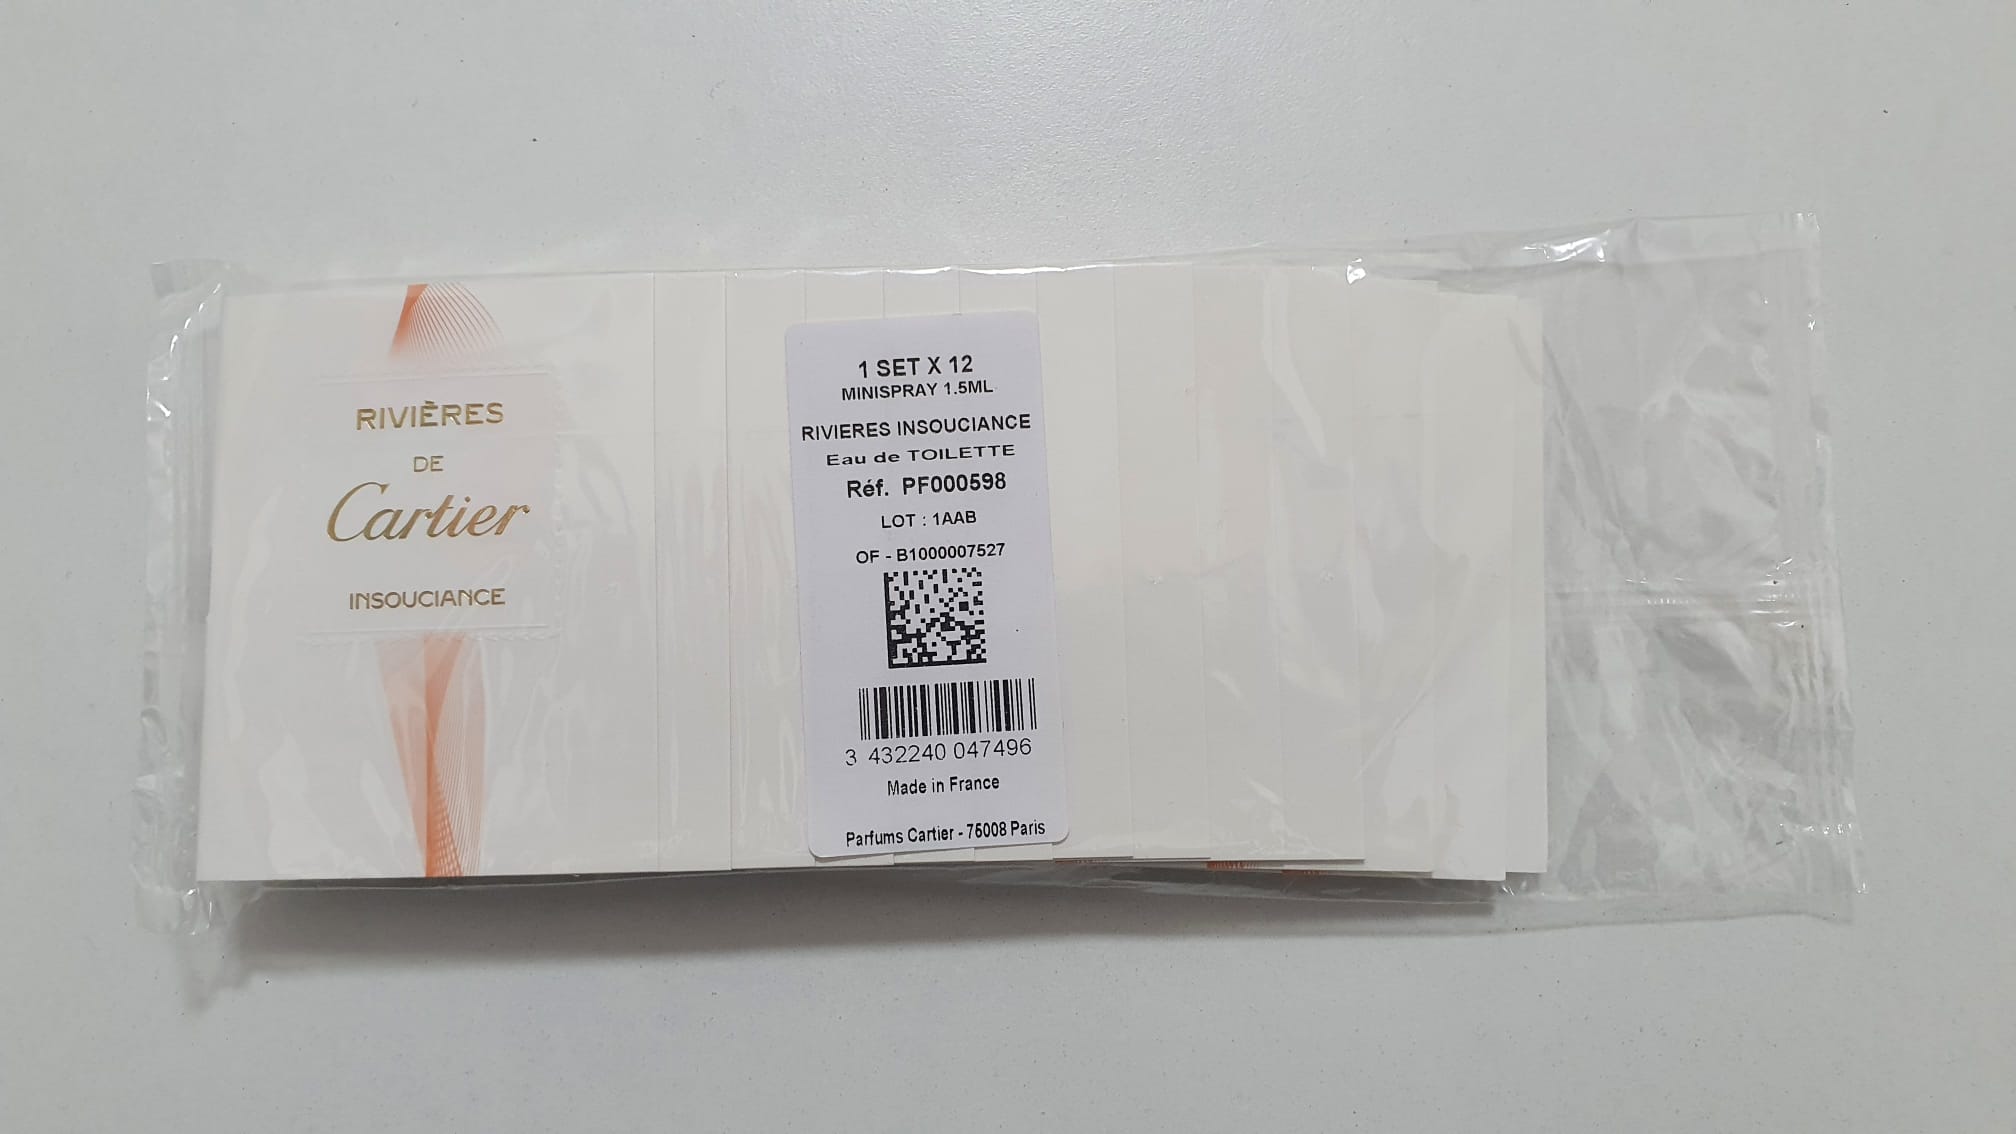 RIVIÈRES
DE
Cartier
INSOUCIANCE
1 SET X 12
MINISPRAY 1.5ML
RIVIERES INSOUCIANCE
Eau de TOILETTE
Réf. PF000598
LOT : 1AAB
OF - B1000007527
3 432240 047496
Made in France
Parfums Cartier - 75008 Paris